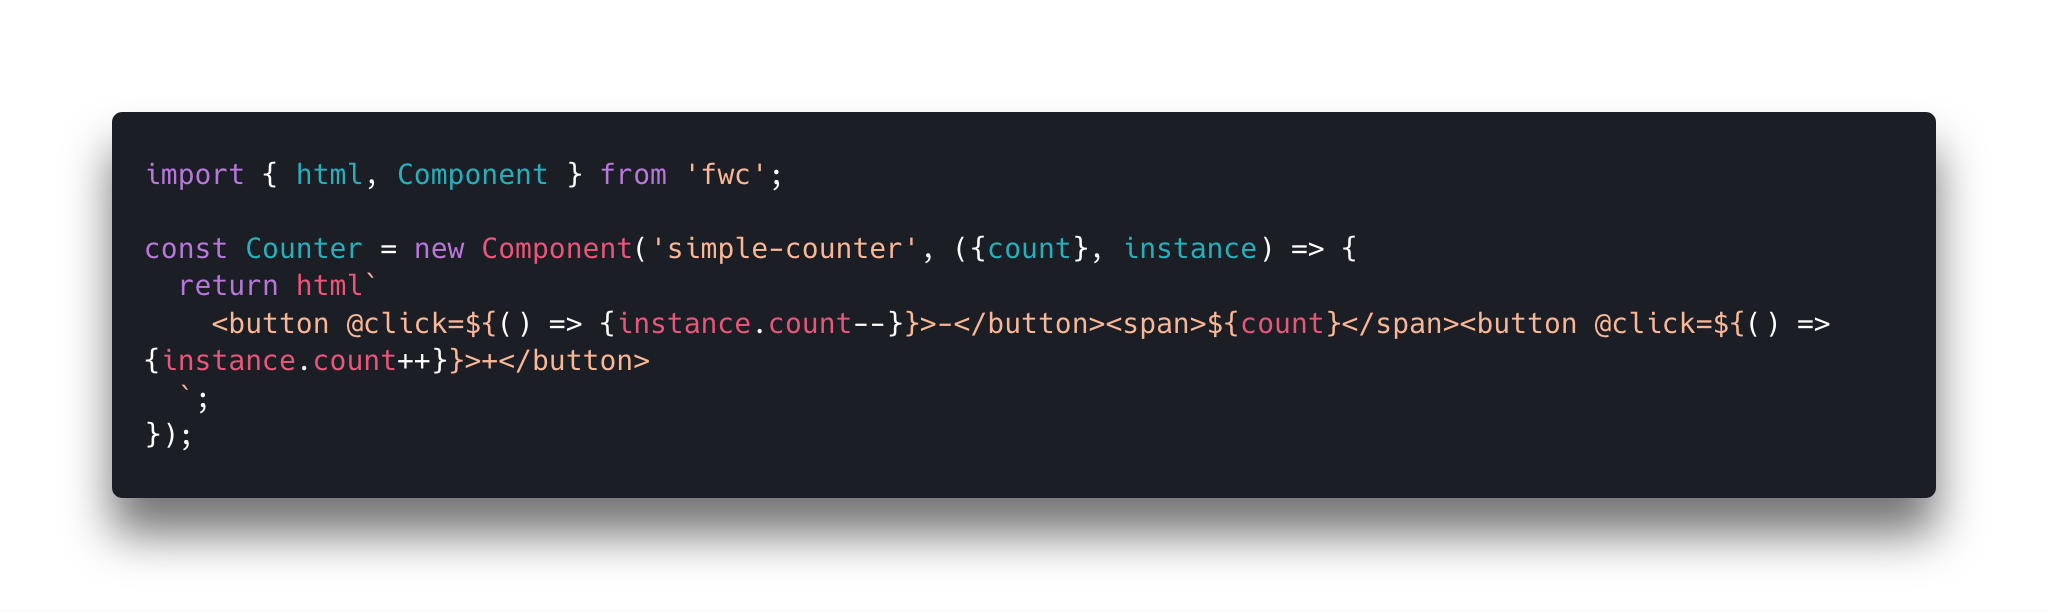 import { html, Component } from 'fwc';

const Counter = new Component('simple-counter', ({count}, instance) => {
  return html`
    <button @click=${() => {instance.count--}}>-</button><span>${count}</span><button @click=${() =>
{instance.count++}}>+</button>
  `;
});